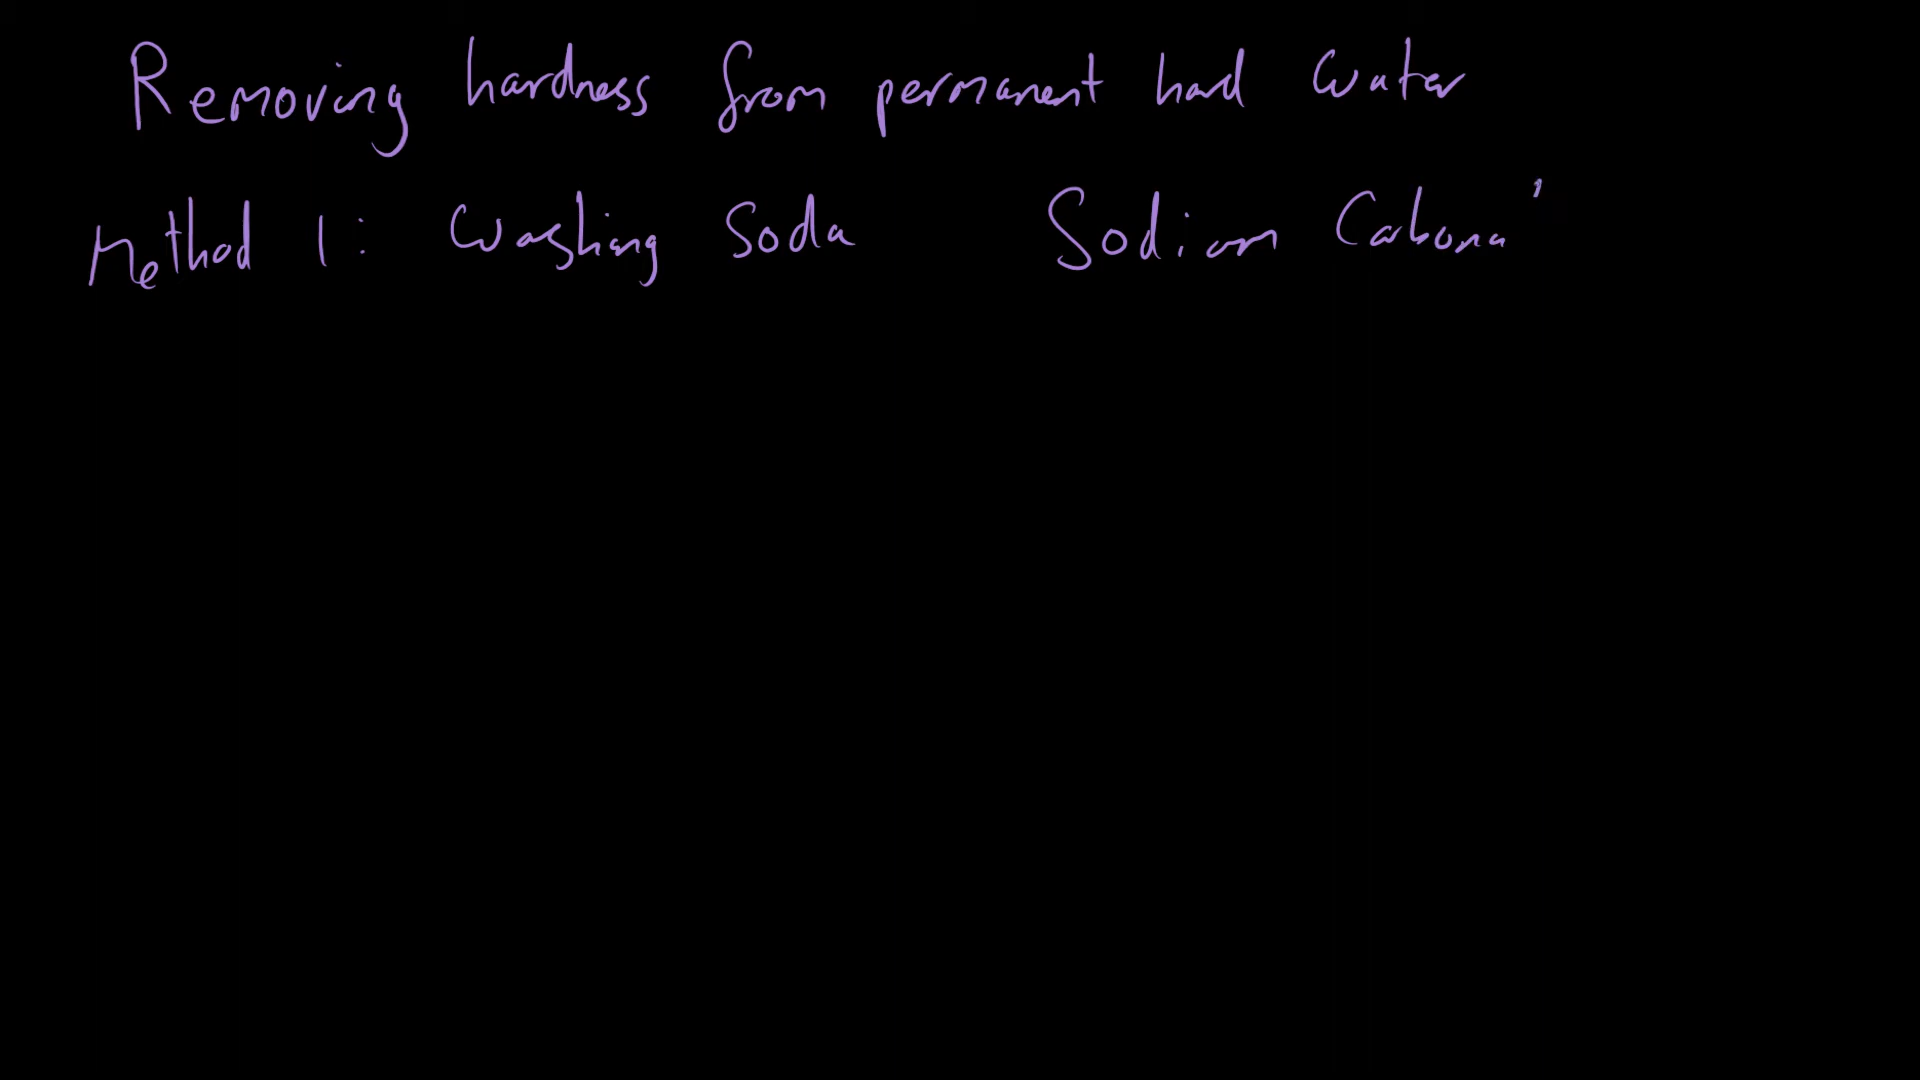 Removing hardness from permanent hard water
Method 1: Washing Soda Sodium Carbona